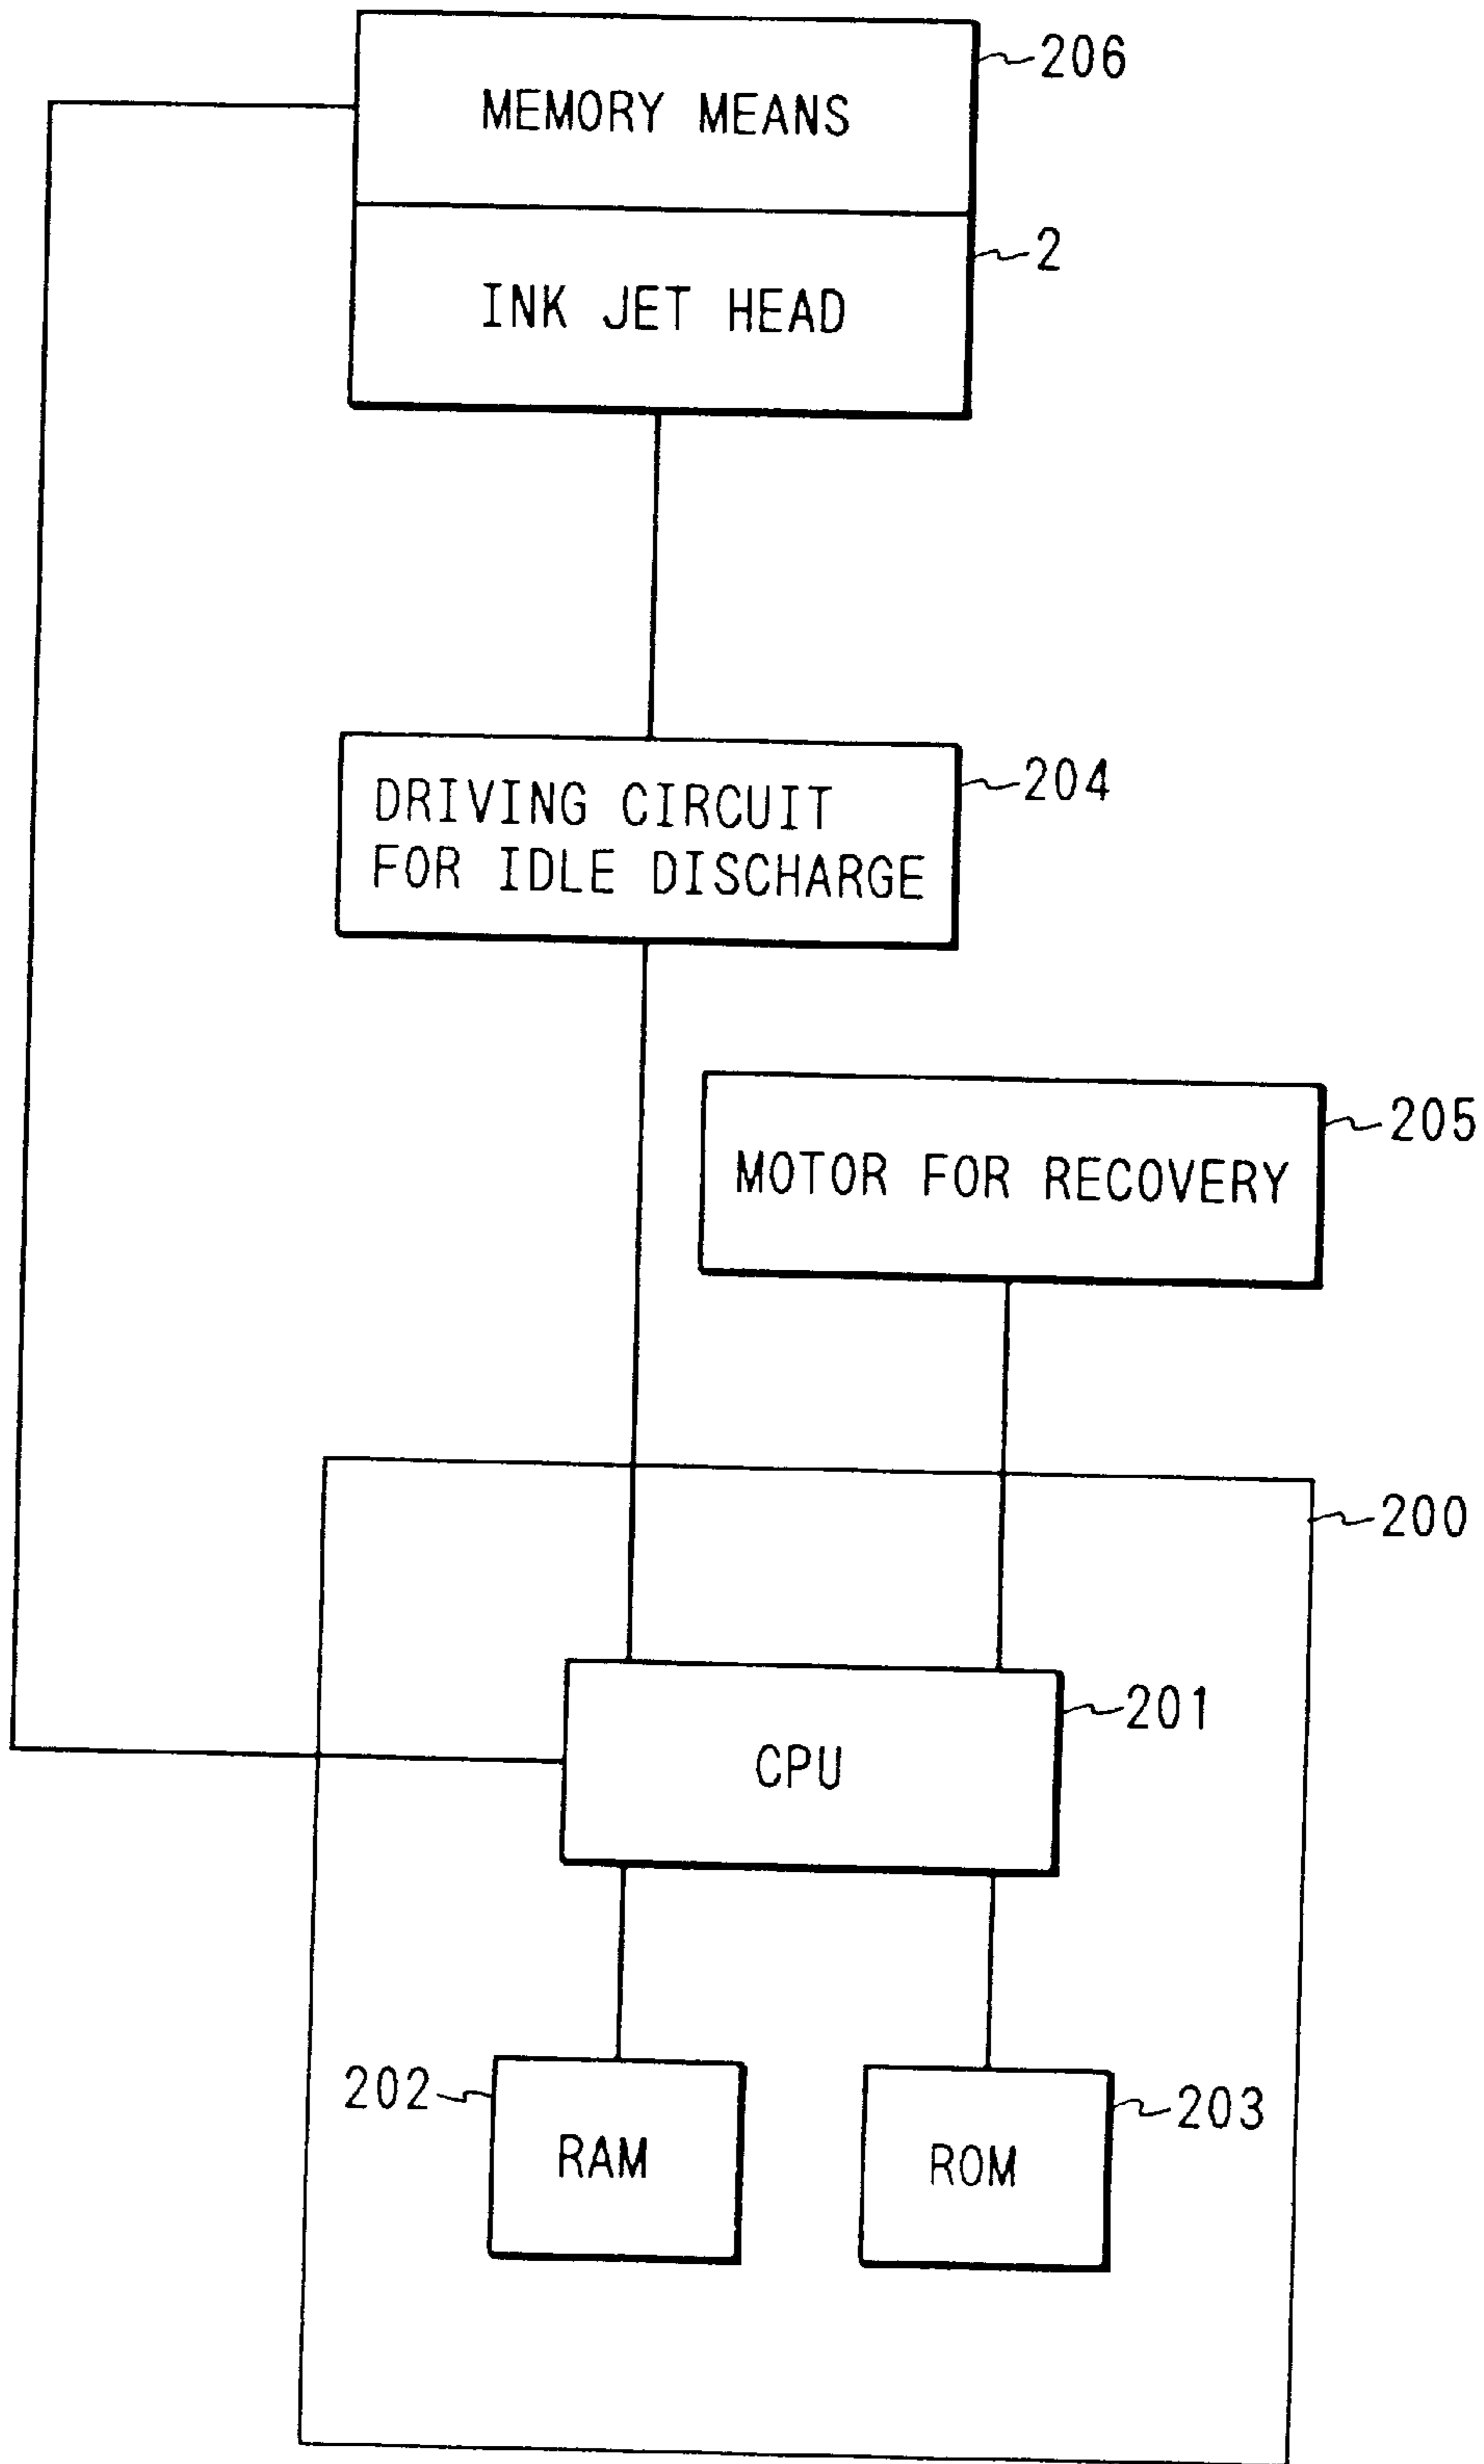 206
MEMORY MEANS
2
INK JET HEAD
204
DRIVING CIRCUIT
FOR IDLE DISCHARGE
205
MOTOR FOR RECOVERY
200
201
CPU
202
203
RAM
ROM